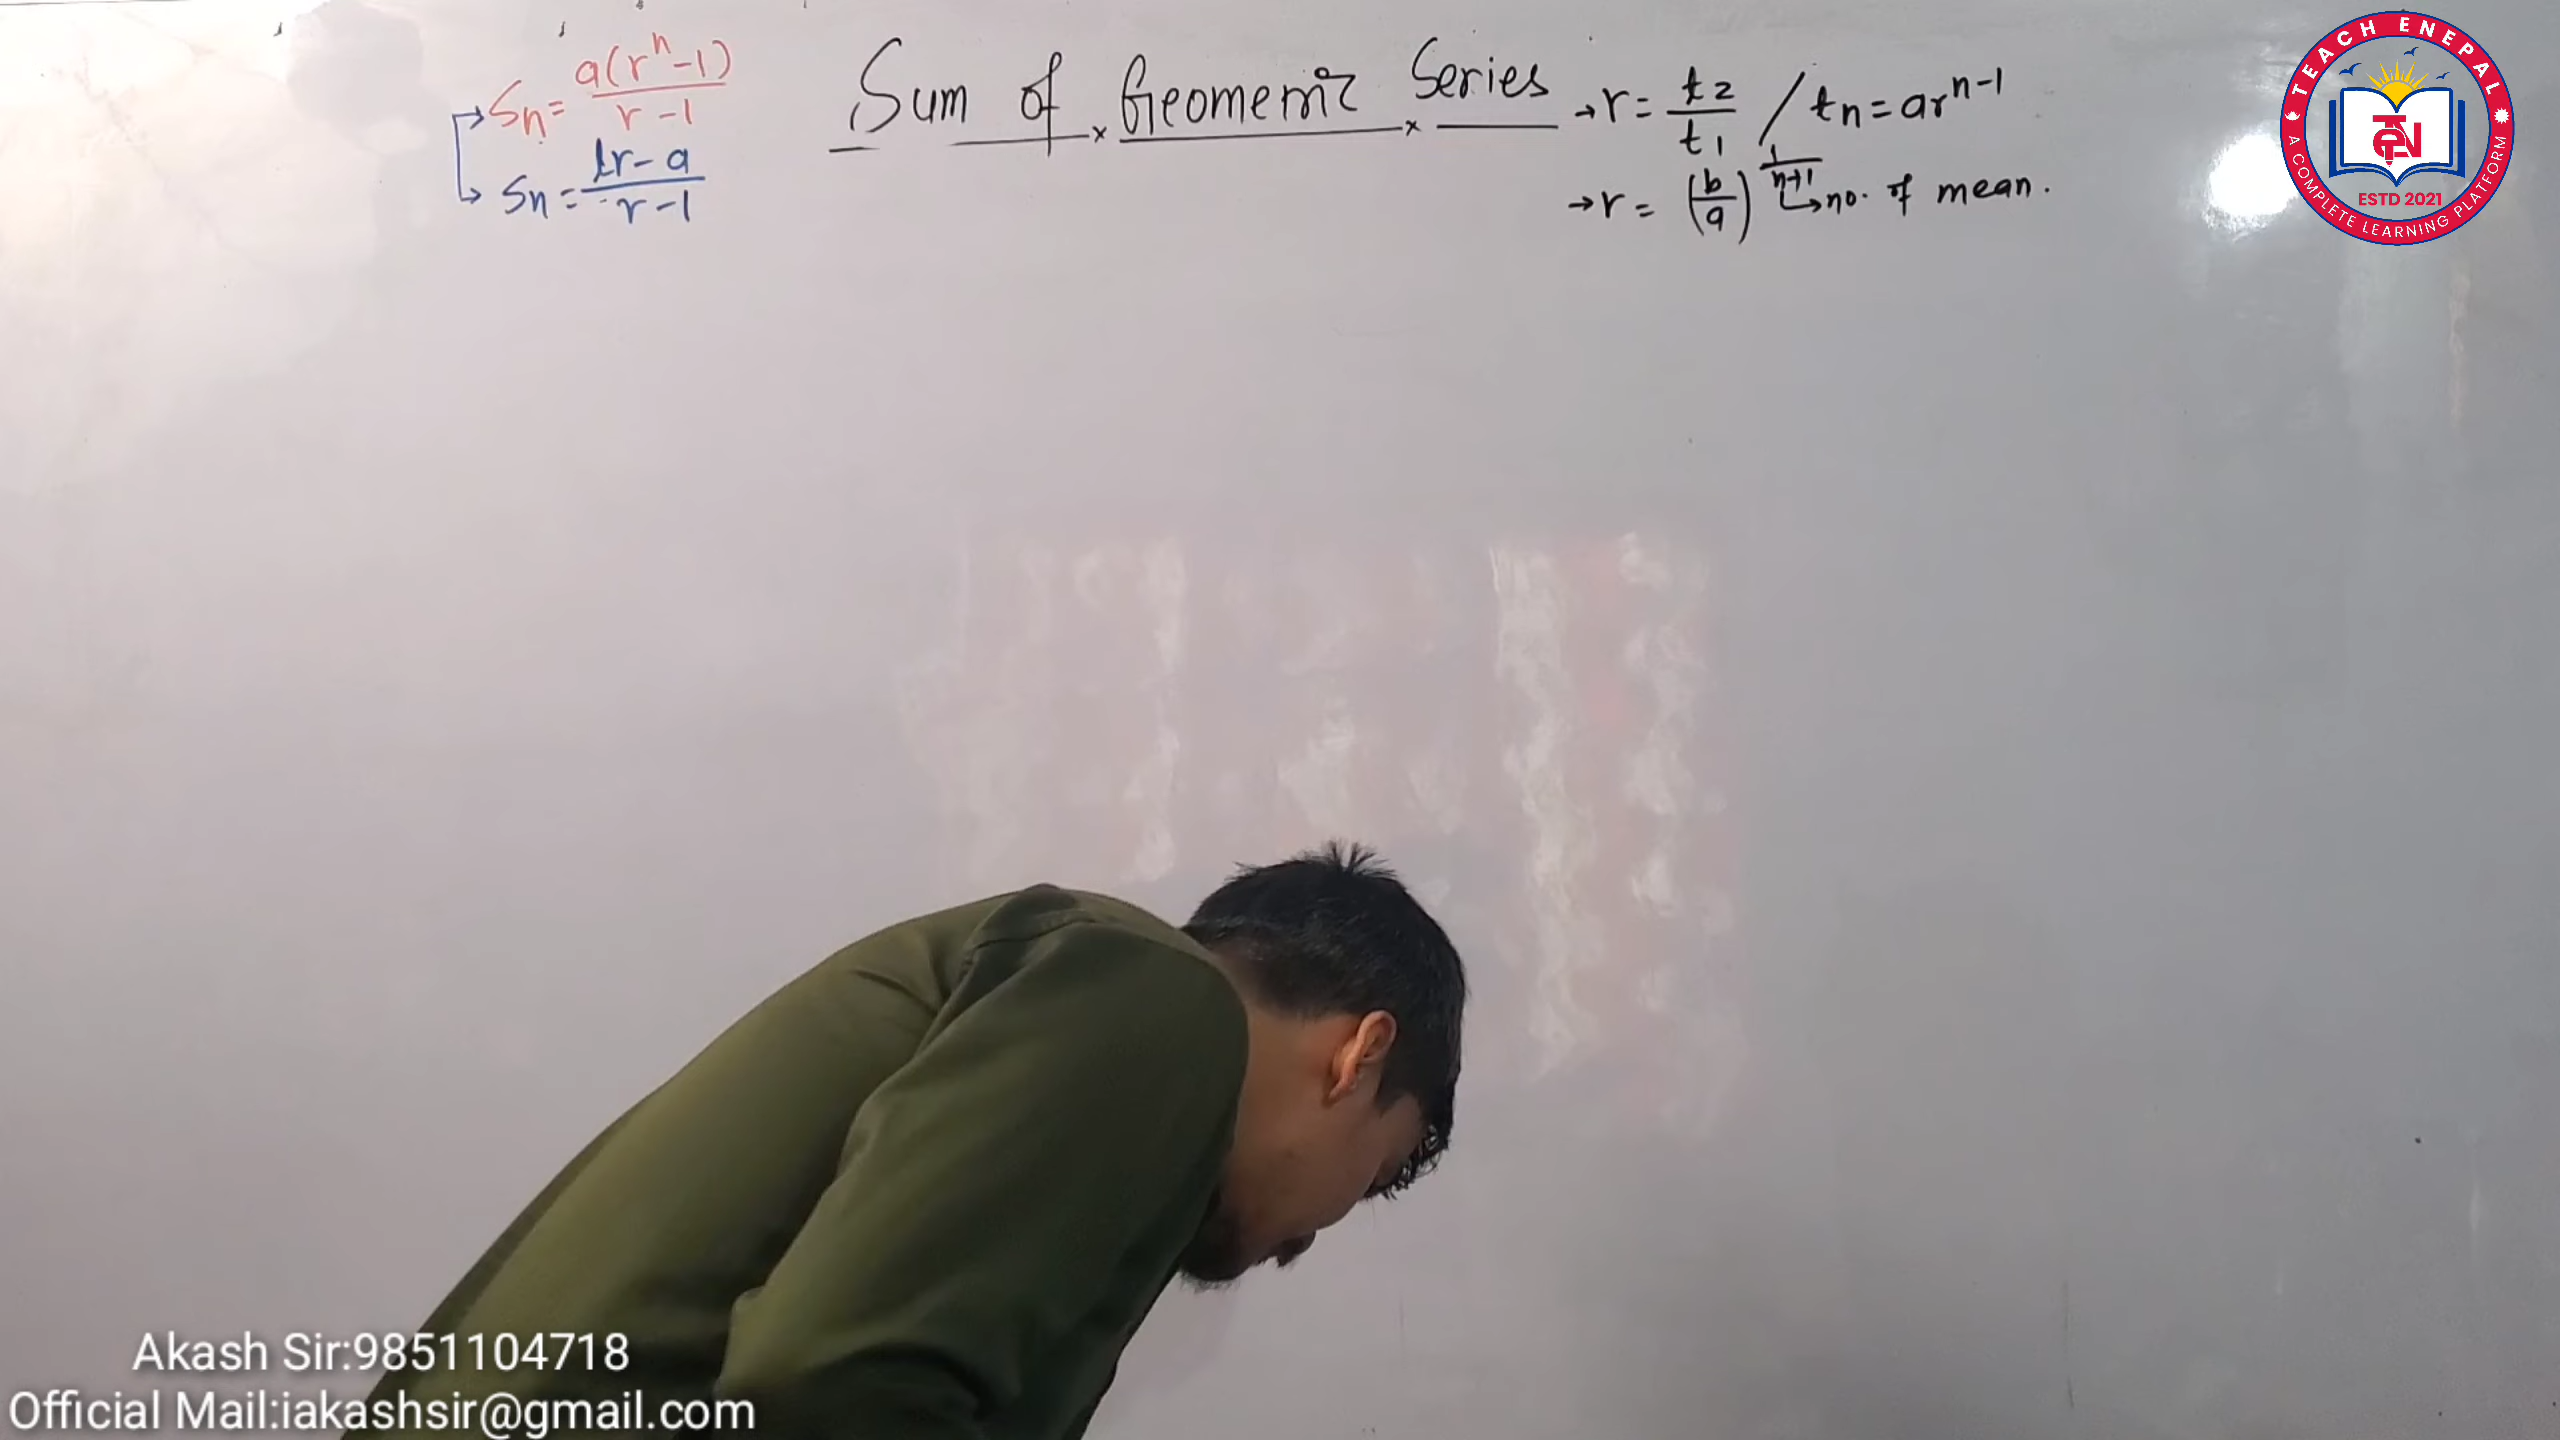 Sn = a(r^n-1) / r-1
Sn = lr-a / r-1
Sum of Geometric Series
→ r = t2 / t1 / tn = ar^n-1
→ r = (b/a)^1/n+1 → no. of mean.
TEACH ENEPAL
TEN
ESTD 2021
A COMPLETE LEARNING PLATFORM
Akash Sir:9851104718
Official Mail:iakashsir@gmail.com